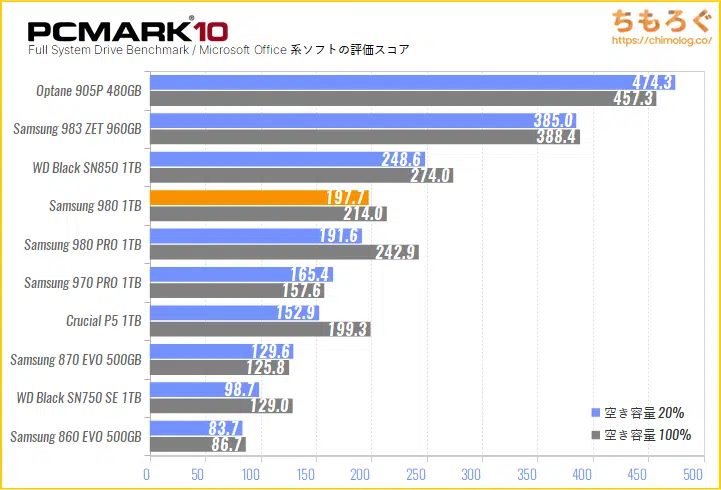 PCMARK®10
ちもろぐ
https://chimolog.co/
Full System Drive Benchmark / Microsoft Office 系ソフトの評価スコア
Optane 905P 480GB
474.3
457.3
Samsung 983 ZET 960GB
385.0
388.4
WD Black SN850 1TB
248.6
274.0
Samsung 980 1TB
197.7
214.0
Samsung 980 PRO 1TB
191.6
242.9
Samsung 970 PRO 1TB
165.4
157.6
Crucial P5 1TB
152.9
199.3
Samsung 870 EVO 500GB
129.6
125.8
WD Black SN750 SE 1TB
98.7
129.0
Samsung 860 EVO 500GB
83.7
86.7
空き容量 20%
空き容量 100%
0 50 100 150 200 250 300 350 400 450 500